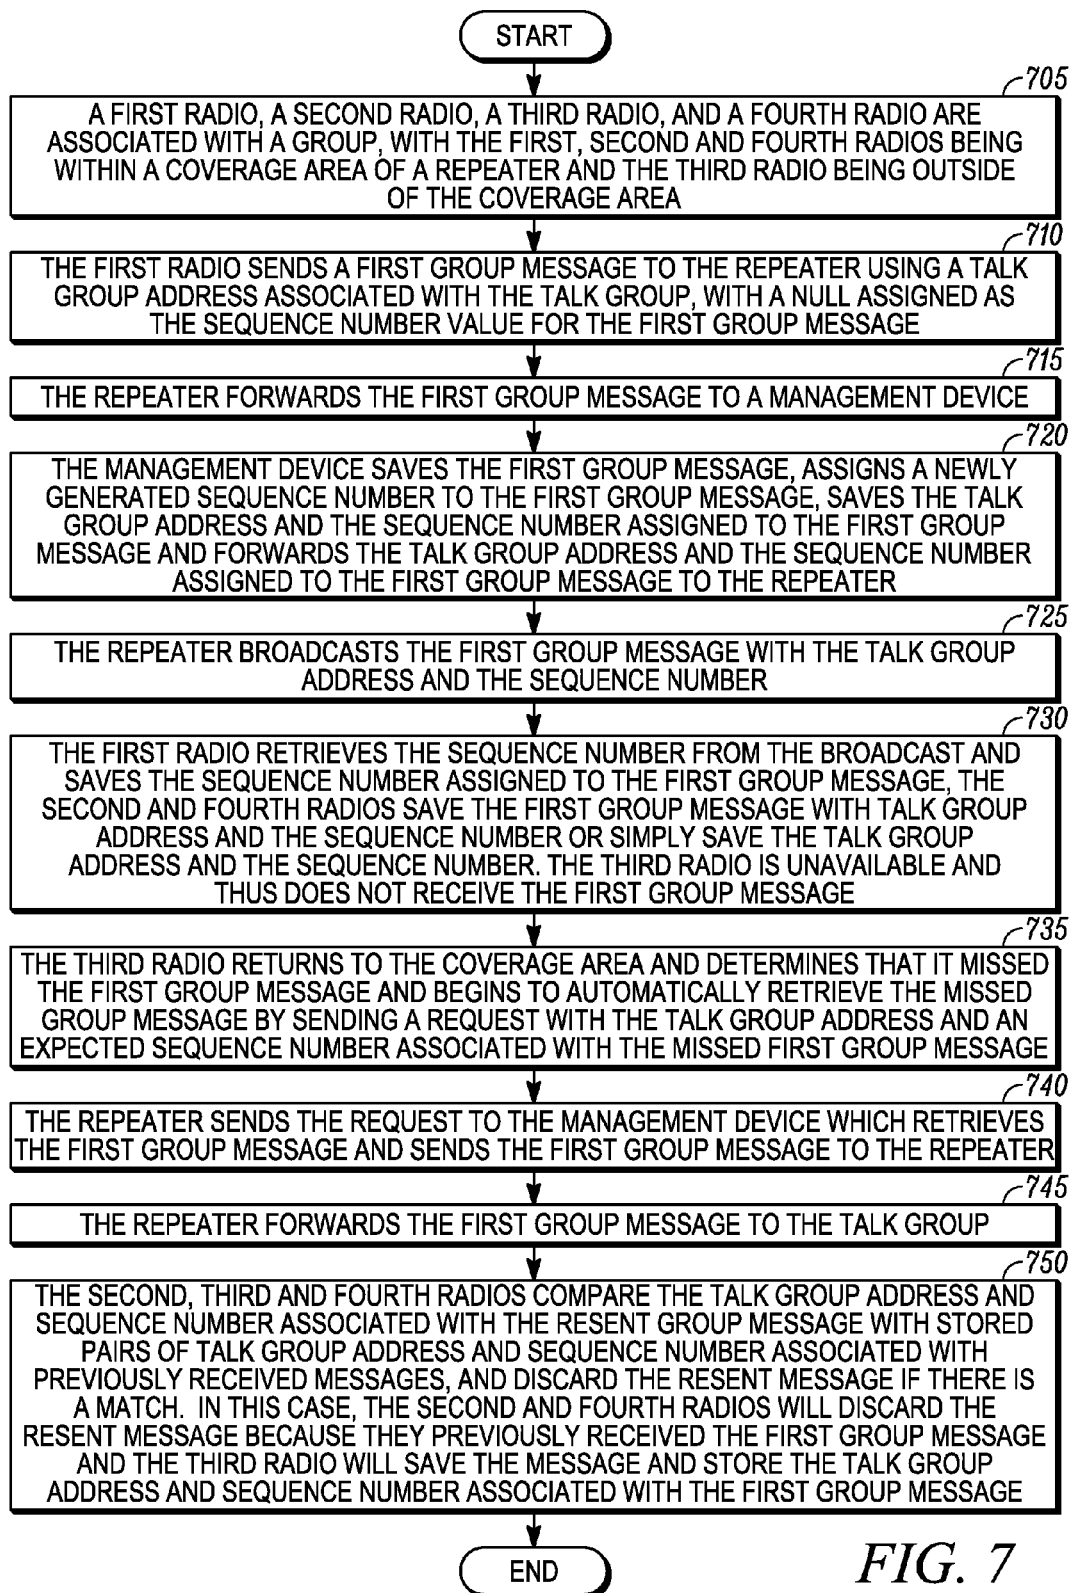 START
705
A FIRST RADIO, A SECOND RADIO, A THIRD RADIO, AND A FOURTH RADIO ARE
ASSOCIATED WITH A GROUP, WITH THE FIRST, SECOND AND FOURTH RADIOS BEING
WITHIN A COVERAGE AREA OF A REPEATER AND THE THIRD RADIO BEING OUTSIDE
OF THE COVERAGE AREA
710
THE FIRST RADIO SENDS A FIRST GROUP MESSAGE TO THE REPEATER USING A TALK
GROUP ADDRESS ASSOCIATED WITH THE TALK GROUP, WITH A NULL ASSIGNED AS
THE SEQUENCE NUMBER VALUE FOR THE FIRST GROUP MESSAGE
715
THE REPEATER FORWARDS THE FIRST GROUP MESSAGE TO A MANAGEMENT DEVICE
720
THE MANAGEMENT DEVICE SAVES THE FIRST GROUP MESSAGE, ASSIGNS A NEWLY
GENERATED SEQUENCE NUMBER TO THE FIRST GROUP MESSAGE, SAVES THE TALK
GROUP ADDRESS AND THE SEQUENCE NUMBER ASSIGNED TO THE FIRST GROUP
MESSAGE AND FORWARDS THE TALK GROUP ADDRESS AND THE SEQUENCE NUMBER
ASSIGNED TO THE FIRST GROUP MESSAGE TO THE REPEATER
725
THE REPEATER BROADCASTS THE FIRST GROUP MESSAGE WITH THE TALK GROUP
ADDRESS AND THE SEQUENCE NUMBER
730
THE FIRST RADIO RETRIEVES THE SEQUENCE NUMBER FROM THE BROADCAST AND
SAVES THE SEQUENCE NUMBER ASSIGNED TO THE FIRST GROUP MESSAGE, THE
SECOND AND FOURTH RADIOS SAVE THE FIRST GROUP MESSAGE WITH TALK GROUP
ADDRESS AND THE SEQUENCE NUMBER OR SIMPLY SAVE THE TALK GROUP
ADDRESS AND THE SEQUENCE NUMBER. THE THIRD RADIO IS UNAVAILABLE AND
THUS DOES NOT RECEIVE THE FIRST GROUP MESSAGE
735
THE THIRD RADIO RETURNS TO THE COVERAGE AREA AND DETERMINES THAT IT MISSED
THE FIRST GROUP MESSAGE AND BEGINS TO AUTOMATICALLY RETRIEVE THE MISSED
GROUP MESSAGE BY SENDING A REQUEST WITH THE TALK GROUP ADDRESS AND AN
EXPECTED SEQUENCE NUMBER ASSOCIATED WITH THE MISSED FIRST GROUP MESSAGE
740
THE REPEATER SENDS THE REQUEST TO THE MANAGEMENT DEVICE WHICH RETRIEVES
THE FIRST GROUP MESSAGE AND SENDS THE FIRST GROUP MESSAGE TO THE REPEATER
745
THE REPEATER FORWARDS THE FIRST GROUP MESSAGE TO THE TALK GROUP
750
THE SECOND, THIRD AND FOURTH RADIOS COMPARE THE TALK GROUP ADDRESS AND
SEQUENCE NUMBER ASSOCIATED WITH THE RESENT GROUP MESSAGE WITH STORED
PAIRS OF TALK GROUP ADDRESS AND SEQUENCE NUMBER ASSOCIATED WITH
PREVIOUSLY RECEIVED MESSAGES, AND DISCARD THE RESENT MESSAGE IF THERE IS
A MATCH. IN THIS CASE, THE SECOND AND FOURTH RADIOS WILL DISCARD THE
RESENT MESSAGE BECAUSE THEY PREVIOUSLY RECEIVED THE FIRST GROUP MESSAGE
AND THE THIRD RADIO WILL SAVE THE MESSAGE AND STORE THE TALK GROUP
ADDRESS AND SEQUENCE NUMBER ASSOCIATED WITH THE FIRST GROUP MESSAGE
END
FIG. 7